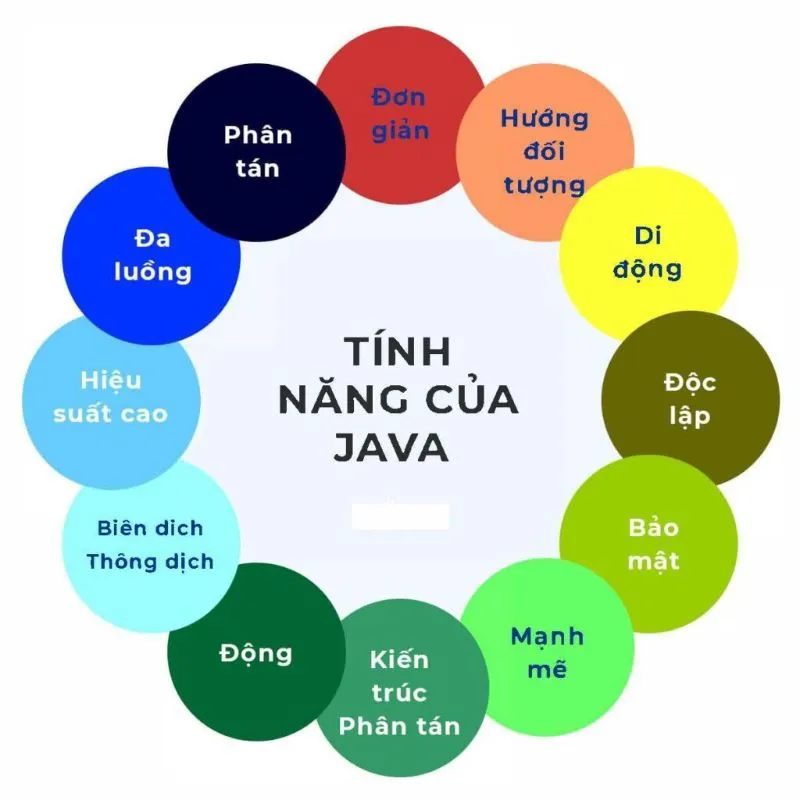 TÍNH
NĂNG CỦA
JAVA
Đơn
giản
Hướng
đối
tượng
Di
động
Độc
lập
Bảo
mật
Mạnh
mẽ
Kiến
trúc
Phân tán
Động
Biên dich
Thông dịch
Hiệu
suất cao
Đa
luồng
Phân
tán